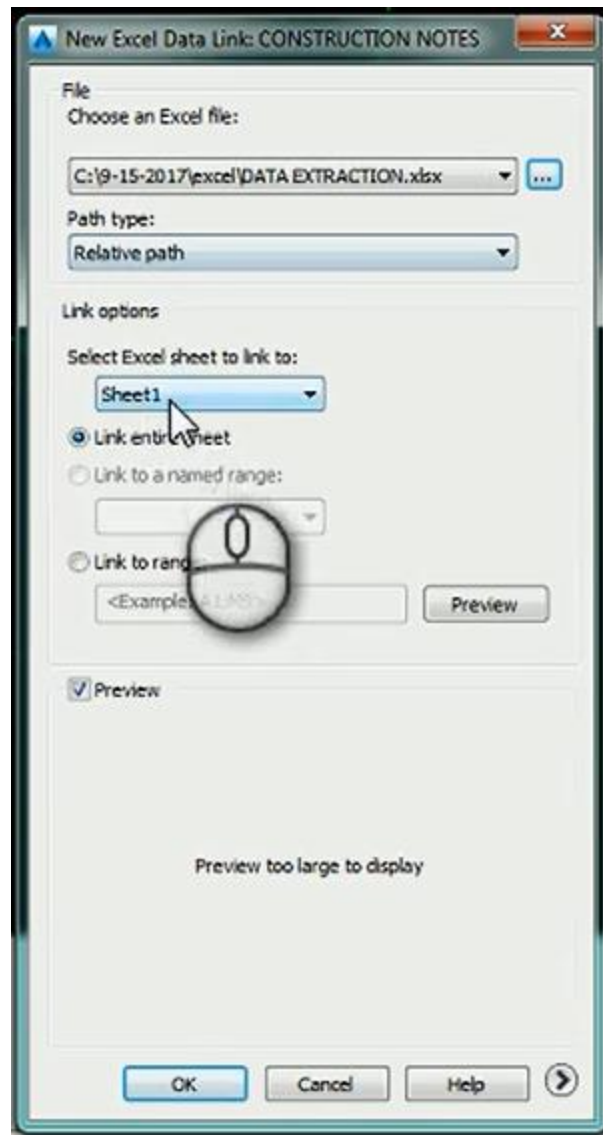 New Excel Data Link: CONSTRUCTION NOTES
File
Choose an Excel file:
C:\9-15-2017\excel\DATA EXTRACTION.xlsx
...
Path type:
Relative path
Link options
Select Excel sheet to link to:
Sheet1
Link entire sheet
Link to a named range:
Link to
<Example:
Preview
Preview
Preview too large to display
OK Cancel Help